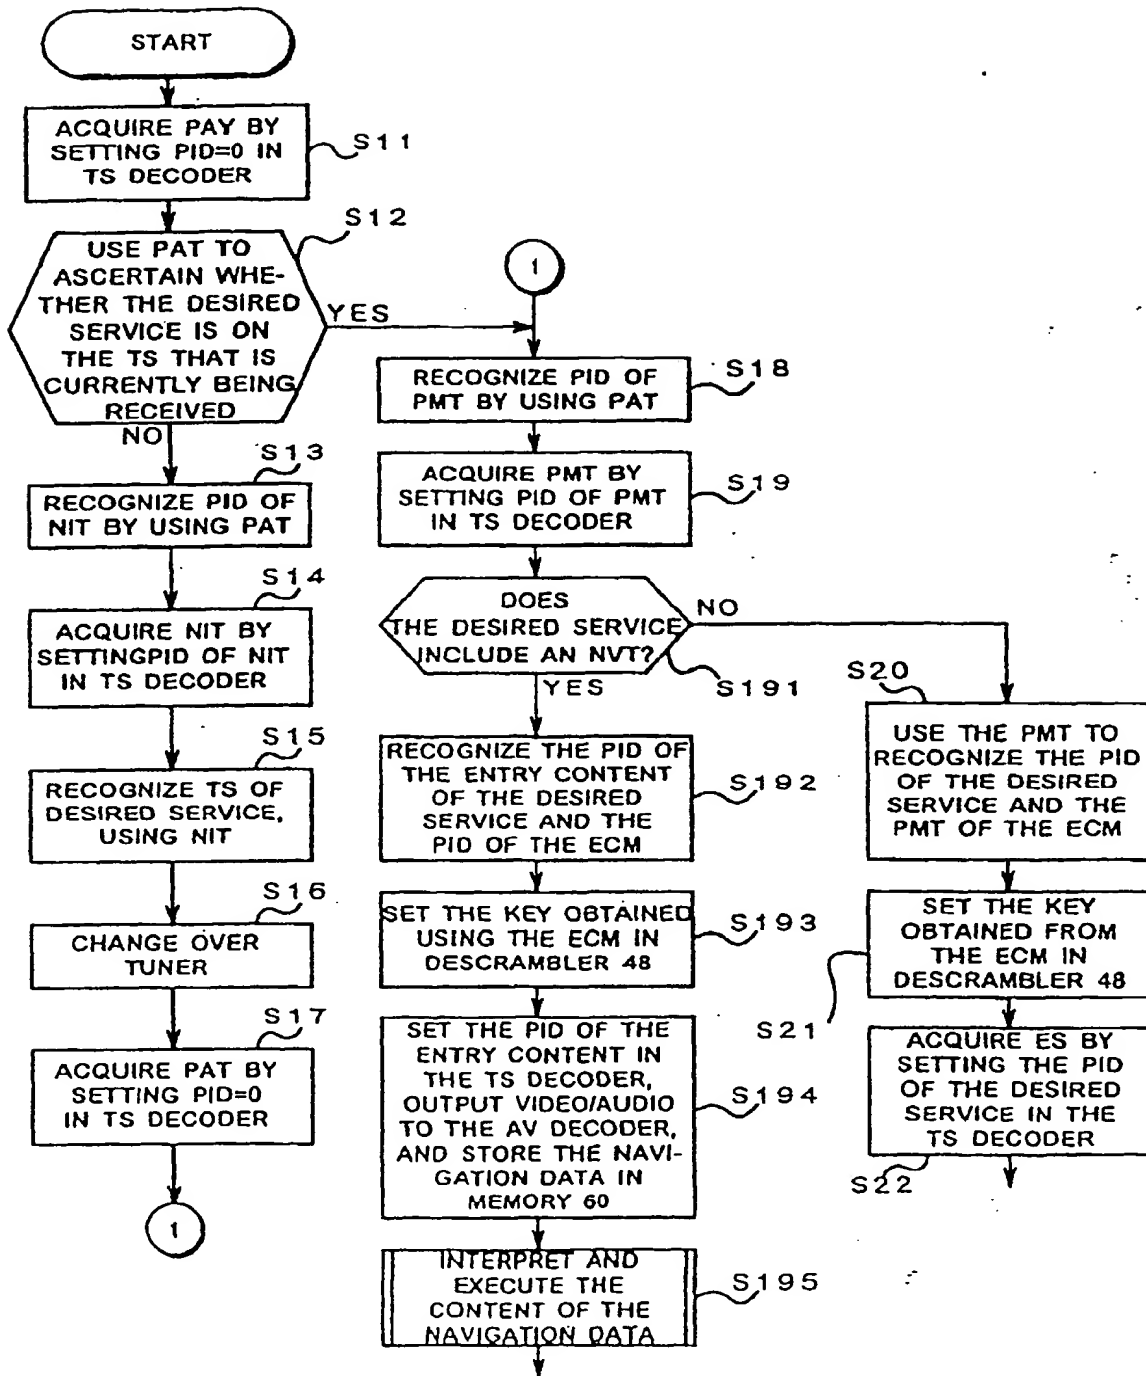 START
ACQUIRE PAY BY
SETTING PID=0 IN
TS DECODER
S11
USE PAT TO
ASCERTAIN WHE-
THER THE DESIRED
SERVICE IS ON
THE TS THAT IS
CURRENTLY BEING
RECEIVED
S12
YES
NO
RECOGNIZE PID OF
NIT BY USING PAT
S13
ACQUIRE NIT BY
SETTINGPID OF NIT
IN TS DECODER
S14
RECOGNIZE TS OF
DESIRED SERVICE,
USING NIT
S15
CHANGE OVER
TUNER
S16
ACQUIRE PAT BY
SETTING PID=0
IN TS DECODER
S17
1
1
RECOGNIZE PID OF
PMT BY USING PAT
S18
ACQUIRE PMT BY
SETTING PID OF PMT
IN TS DECODER
S19
DOES
THE DESIRED SERVICE
INCLUDE AN NVT?
S191
NO
YES
RECOGNIZE THE PID OF
THE ENTRY CONTENT
OF THE DESIRED
SERVICE AND THE
PID OF THE ECM
S192
SET THE KEY OBTAINED
USING THE ECM IN
DESCRAMBLER 48
S193
SET THE PID OF THE
ENTRY CONTENT IN
THE TS DECODER,
OUTPUT VIDEO/AUDIO
TO THE AV DECODER,
AND STORE THE NAVI-
GATION DATA IN
MEMORY 60
S194
INTERPRET AND
EXECUTE THE
CONTENT OF THE
NAVIGATION DATA
S195
S20
USE THE PMT TO
RECOGNIZE THE PID
OF THE DESIRED
SERVICE AND THE
PMT OF THE ECM
SET THE KEY
OBTAINED FROM
THE ECM IN
DESCRAMBLER 48
S21
ACQUIRE ES BY
SETTING THE PID
OF THE DESIRED
SERVICE IN THE
TS DECODER
S22